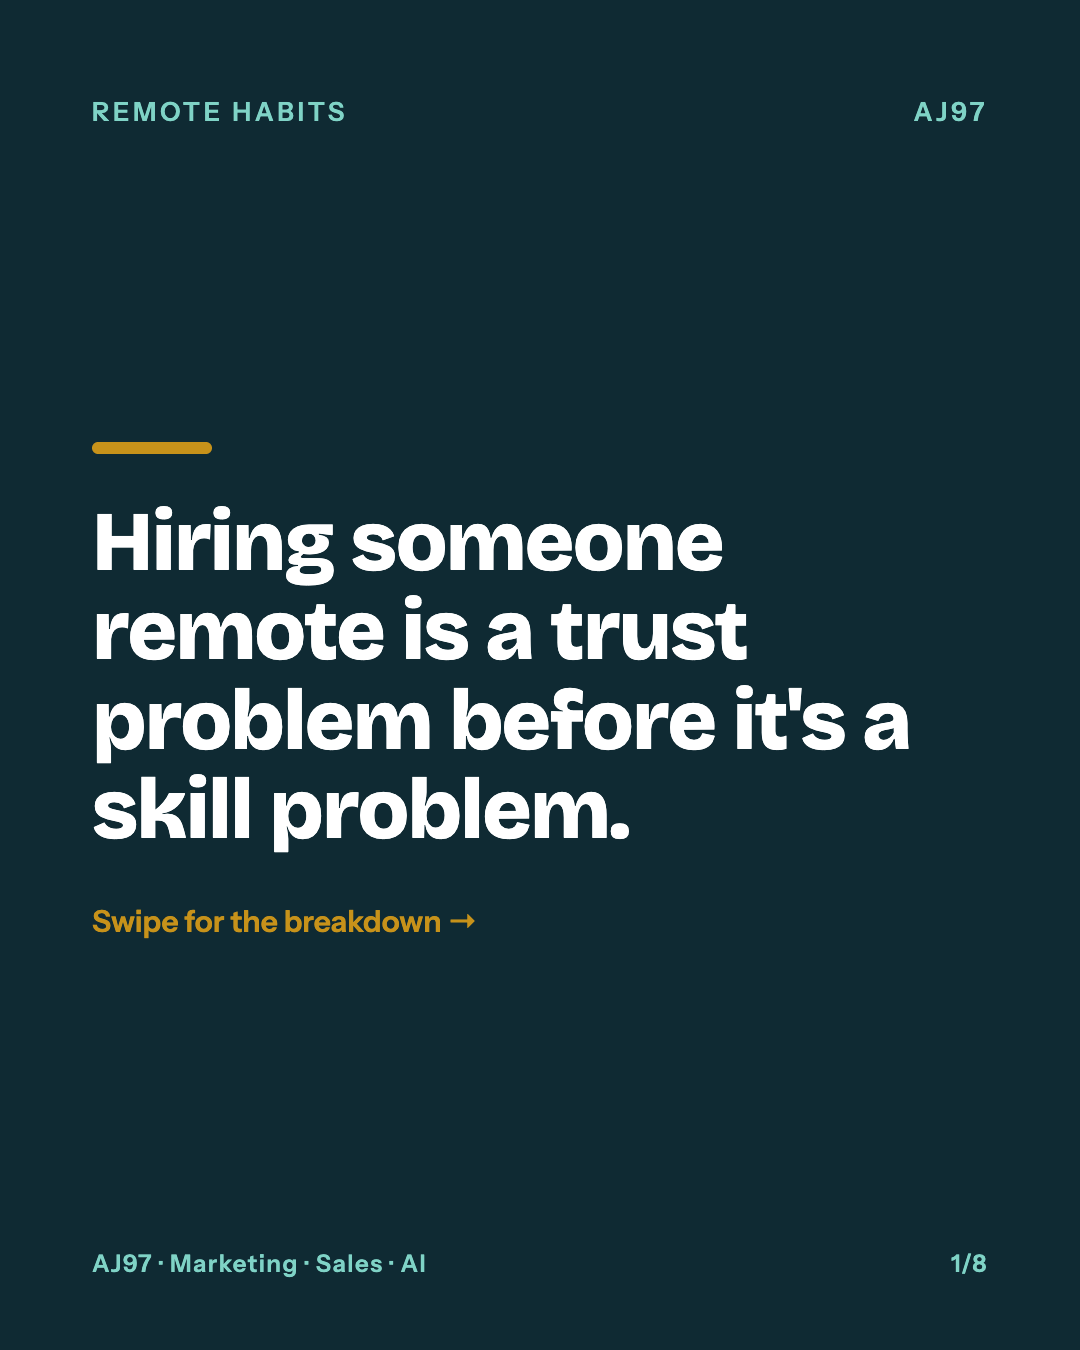 REMOTE HABITS
AJ97
Hiring someone
remote is a trust
problem before it's a
skill problem.
Swipe for the breakdown →
AJ97 · Marketing · Sales · AI
1/8